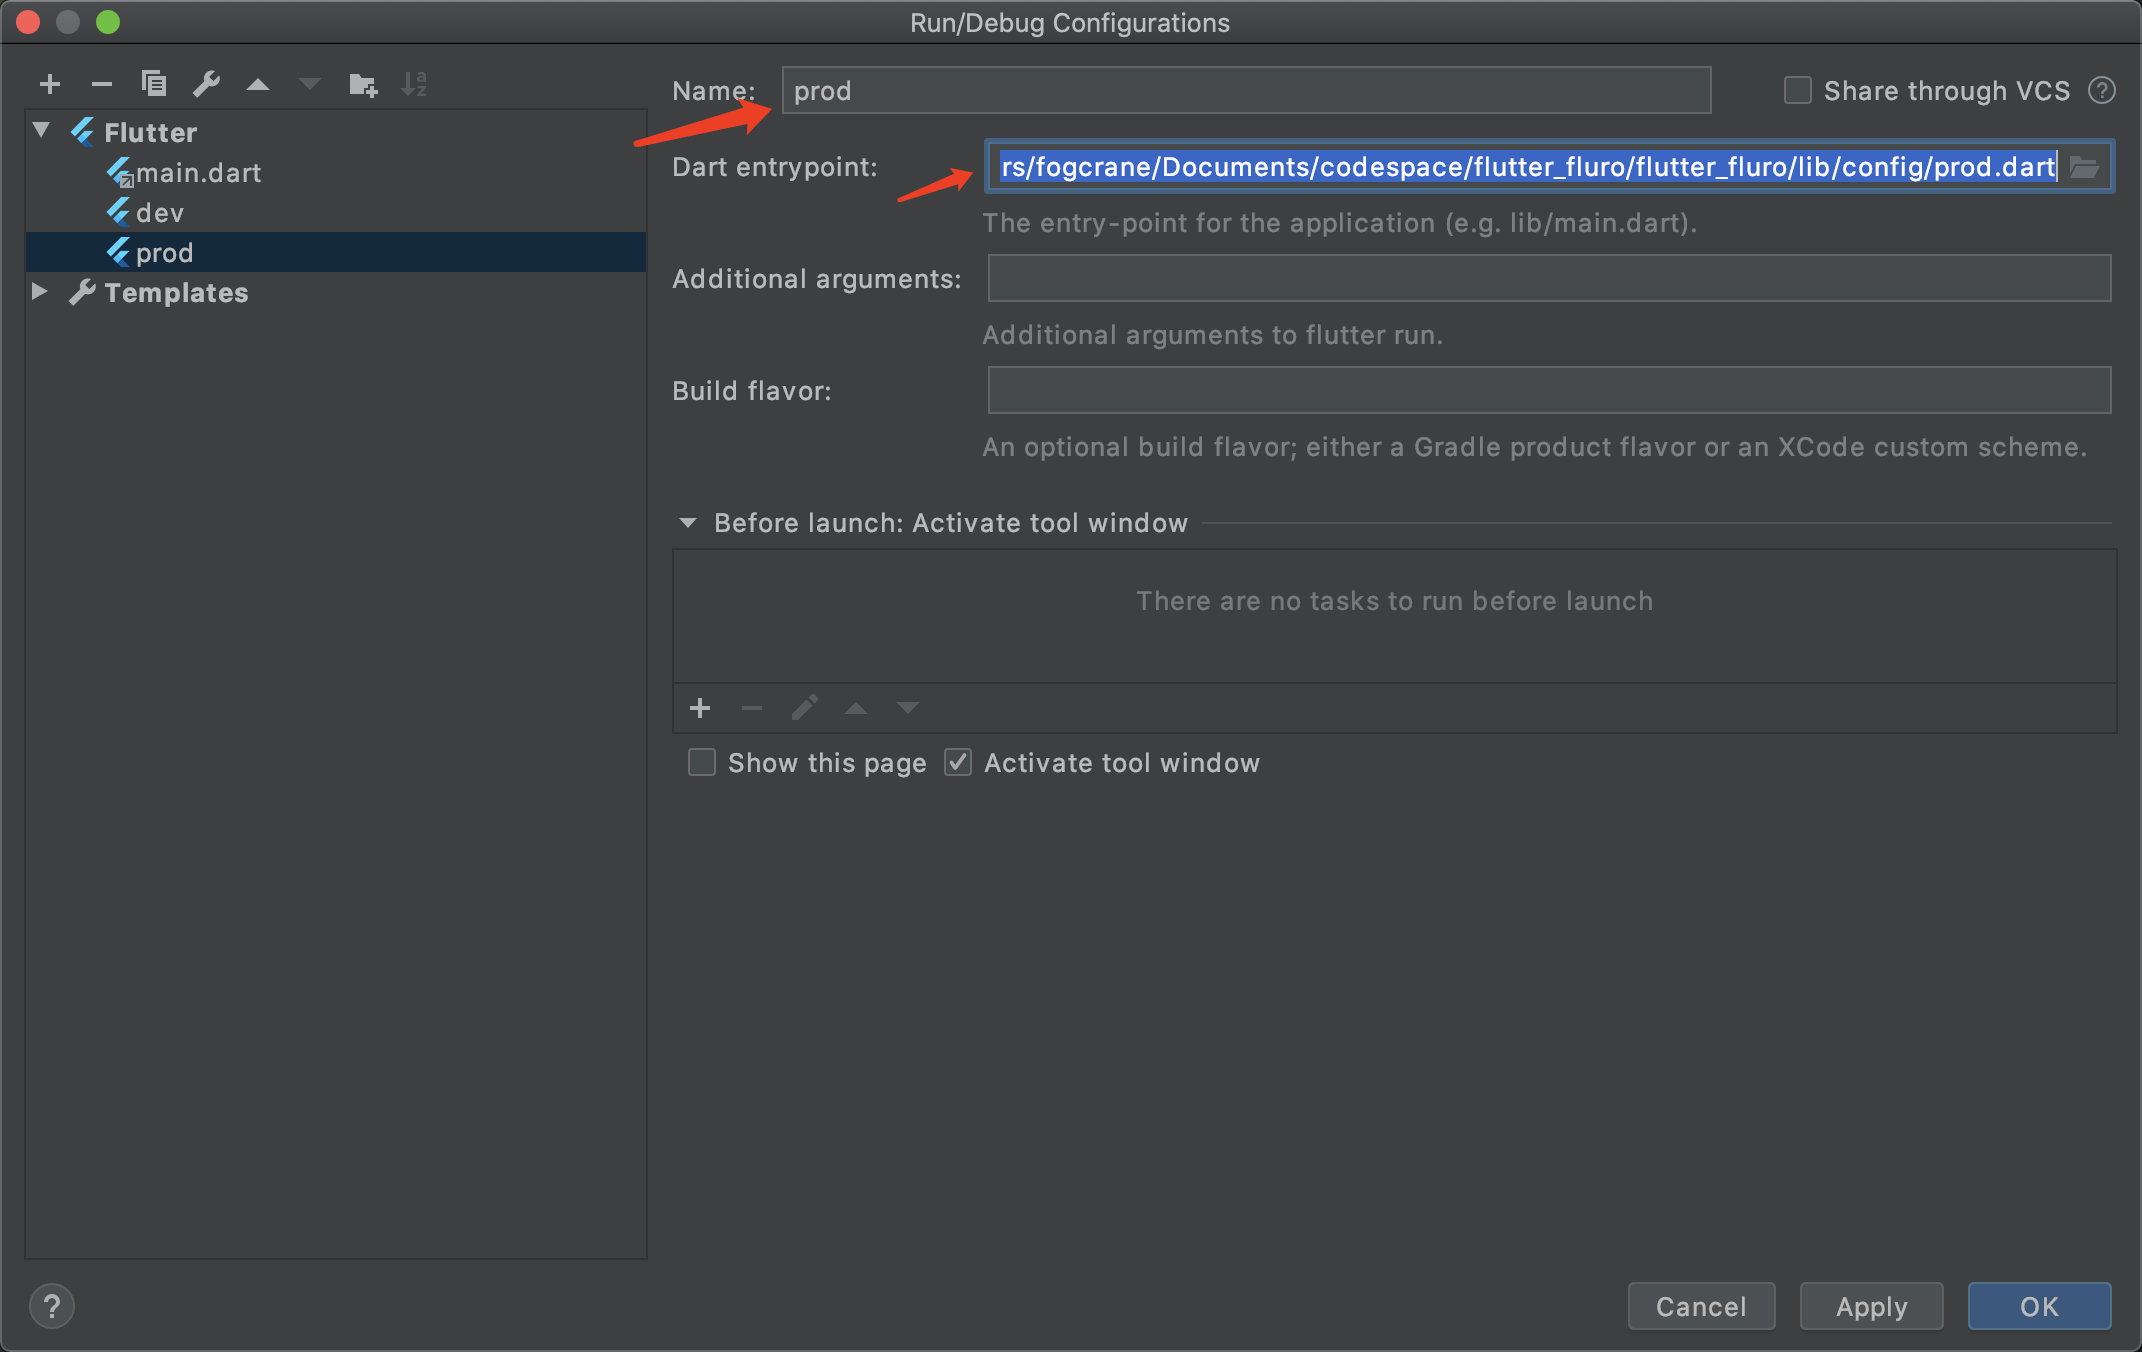 Run/Debug Configurations
Name: prod
Share through VCS ?
Flutter
main.dart
dev
prod
Templates
Dart entrypoint: rs/fogcrane/Documents/codespace/flutter_fluro/flutter_fluro/lib/config/prod.dart
The entry-point for the application (e.g. lib/main.dart).
Additional arguments:
Additional arguments to flutter run.
Build flavor:
An optional build flavor; either a Gradle product flavor or an XCode custom scheme.
Before launch: Activate tool window
There are no tasks to run before launch
Show this page Activate tool window
? Cancel Apply OK